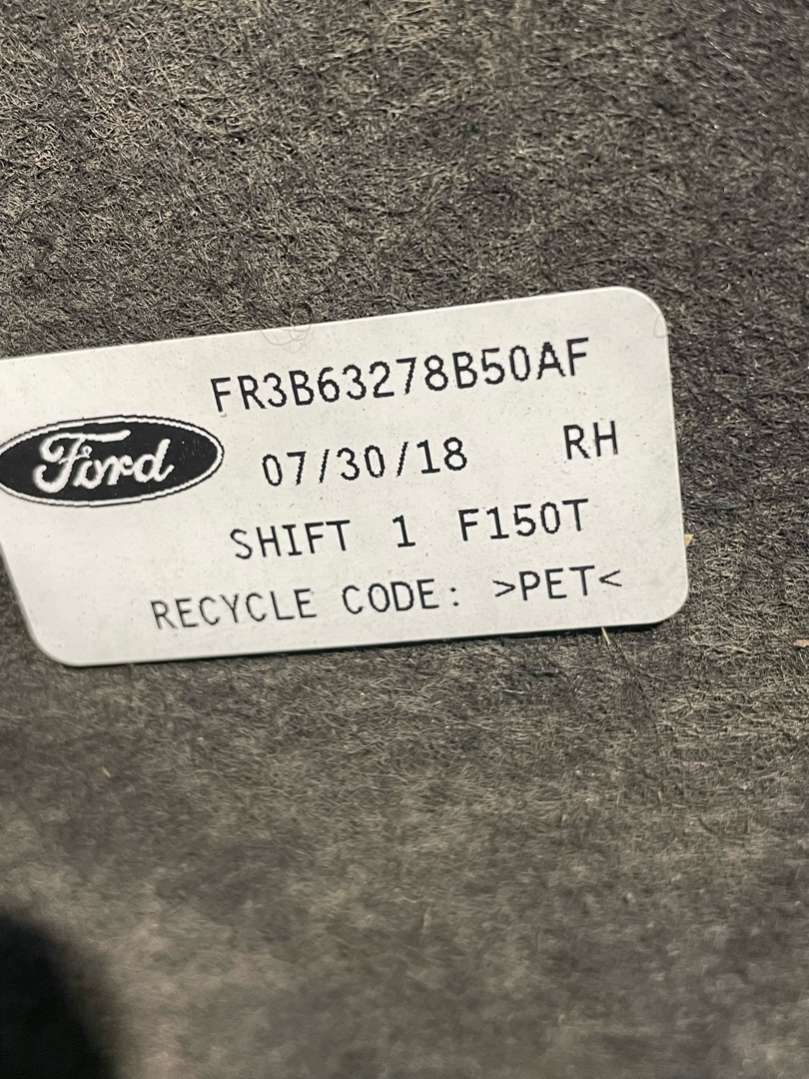 FR3B63278B50AF
Ford
07/30/18 RH
SHIFT 1 F150T
RECYCLE CODE: >PET<